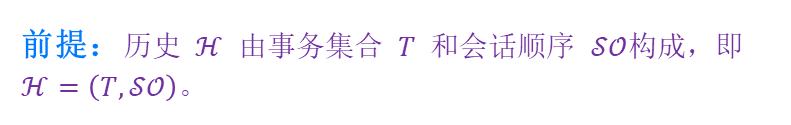 前提：历史 ℋ 由事务集合 𝑇 和会话顺序 𝒮𝒪构成，即
ℋ = (𝑇, 𝒮𝒪)。